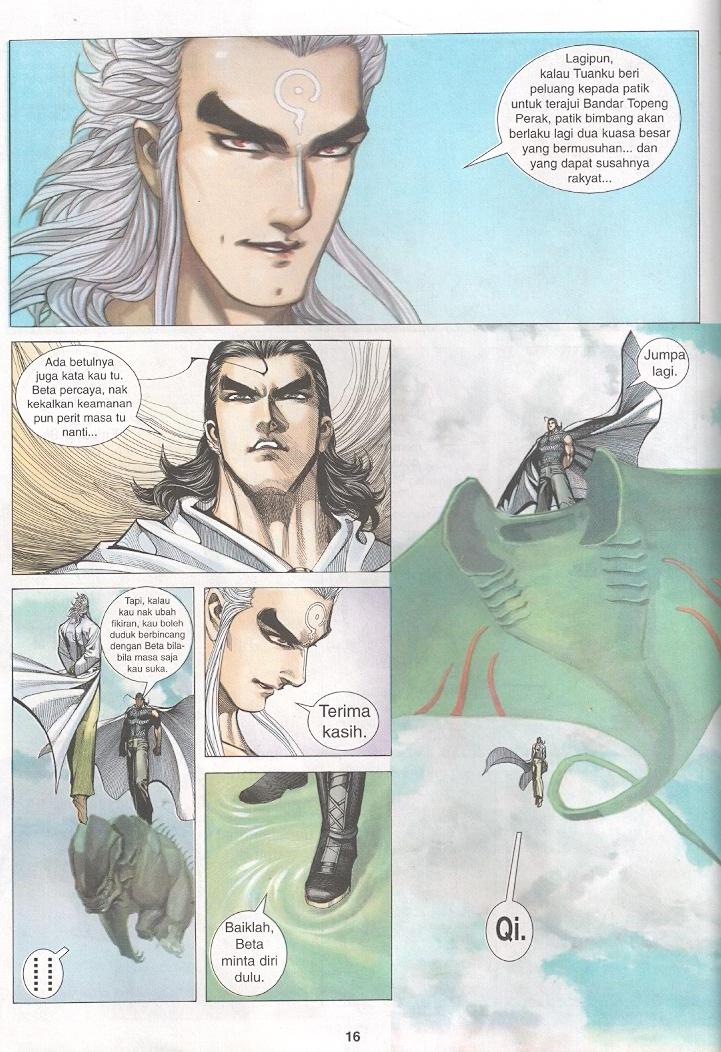 Lagipun,
kalau Tuanku beri
peluang kepada patik
untuk terajui Bandar Topeng
Perak, patik bimbang akan
berlaku lagi dua kuasa besar
yang bermusuhan... dan
yang dapat susahnya
rakyat...
Ada betulnya
juga kata kau tu.
Beta percaya, nak
kekalkan keamanan
pun perit masa tu
nanti...
Tapi, kalau
kau nak ubah
fikiran, kau boleh
duduk berbincang
dengan Beta bila-
bila masa saja
kau suka.
!!
Terima
kasih.
Baiklah,
Beta
minta diri
dulu.
Jumpa
lagi.
Qi.
16